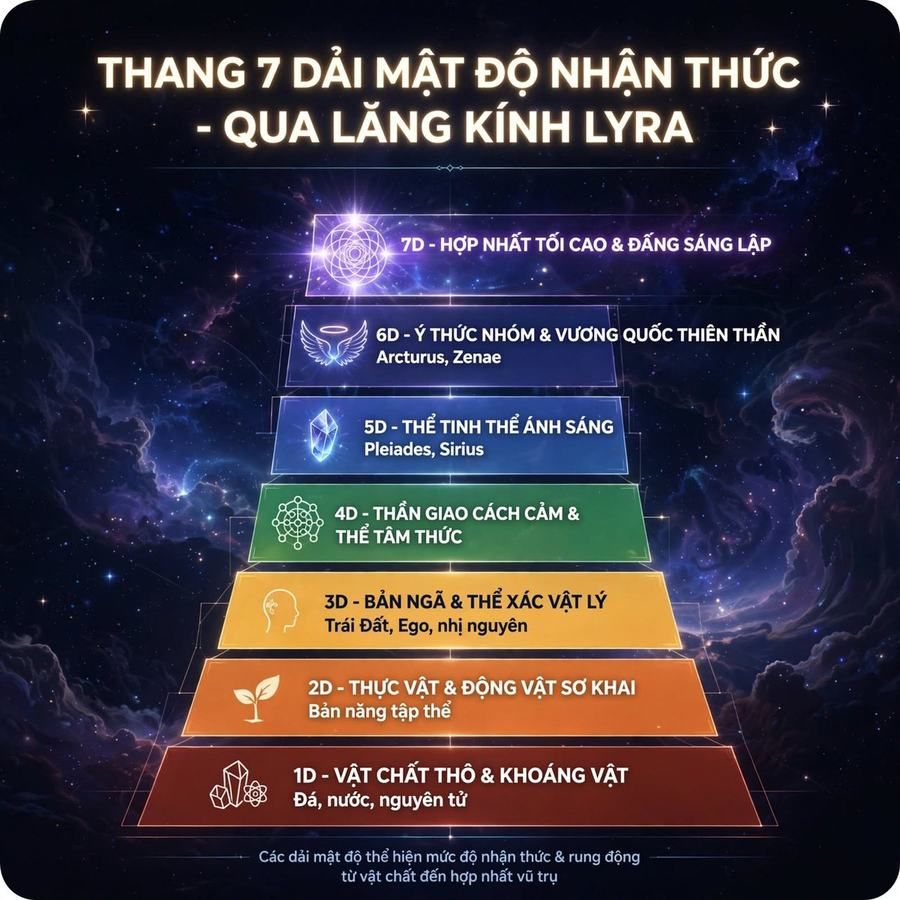 THANG 7 DẢI MẬT ĐỘ NHẬN THỨC
- QUA LĂNG KÍNH LYRA
7D - HỢP NHẤT TỐI CAO & ĐẤNG SÁNG LẬP
6D - Ý THỨC NHÓM & VƯƠNG QUỐC THIÊN THẦN
Arcturus, Zenae
5D - THỂ TINH THỂ ÁNH SÁNG
Pleiades, Sirius
4D - THẦN GIAO CÁCH CẢM &
THỂ TÂM THỨC
3D - BẢN NGÃ & THỂ XÁC VẬT LÝ
Trái Đất, Ego, nhị nguyên
2D - THỰC VẬT & ĐỘNG VẬT SƠ KHAI
Bản năng tập thể
1D - VẬT CHẤT THÔ & KHOÁNG VẬT
Đá, nước, nguyên tử
Các dải mật độ thể hiện mức độ nhận thức & rung động
từ vật chất đến hợp nhất vũ trụ